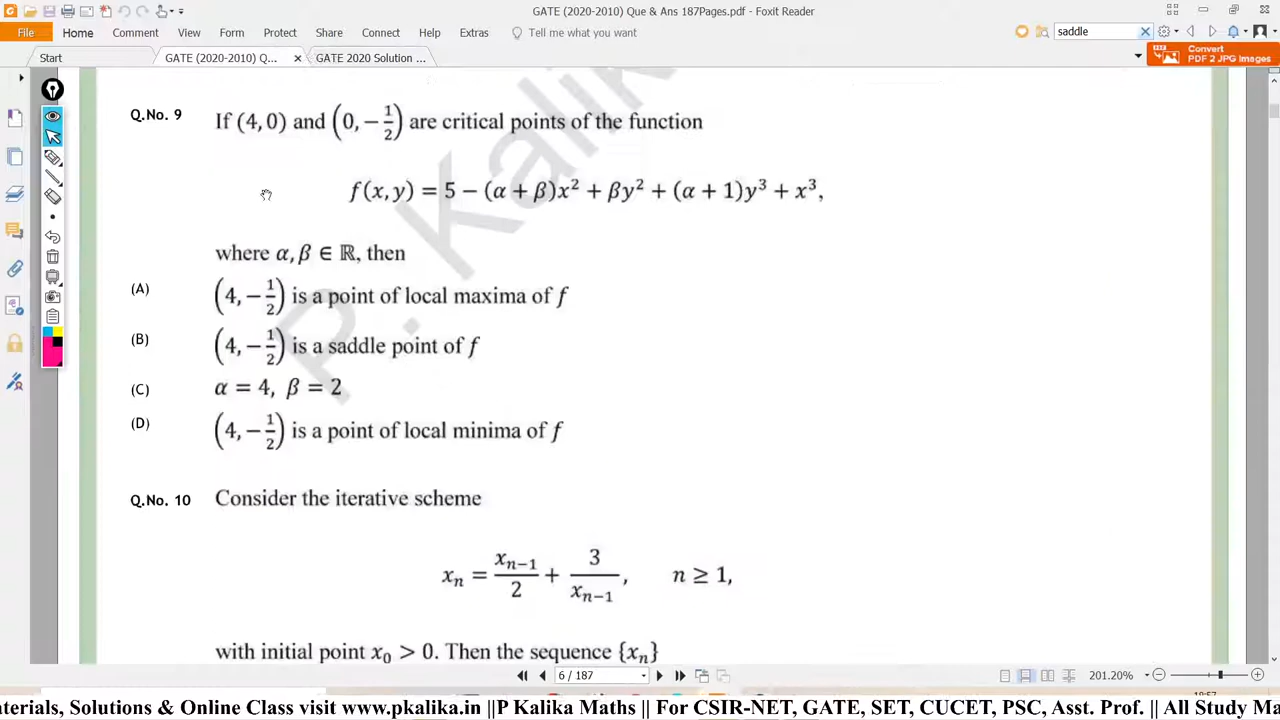 GATE (2020-2010) Que & Ans 187Pages.pdf - Foxit Reader
File Home Comment View Form Protect Share Connect Help Extras Tell me what you want to do... saddle
Start GATE (2020-2010) Q... GATE 2020 Solution ... Convert
PDF 2 JPG Images
P. Kalika
Q.No. 9 If (4, 0) and (0, −1/2) are critical points of the function
f(x, y) = 5 − (α + β)x² + βy² + (α + 1)y³ + x³,
where α, β ∈ ℝ, then
(A) (4, −1/2) is a point of local maxima of f
(B) (4, −1/2) is a saddle point of f
(C) α = 4, β = 2
(D) (4, −1/2) is a point of local minima of f
Q.No. 10 Consider the iterative scheme
xₙ = xₙ₋₁/2 + 3/xₙ₋₁, n ≥ 1,
with initial point x₀ > 0. Then the sequence {xₙ}
6 / 187 201.20%
aterials, Solutions & Online Class visit www.pkalika.in ||P Kalika Maths || For CSIR-NET, GATE, SET, CUCET, PSC, Asst. Prof. || All Study Ma